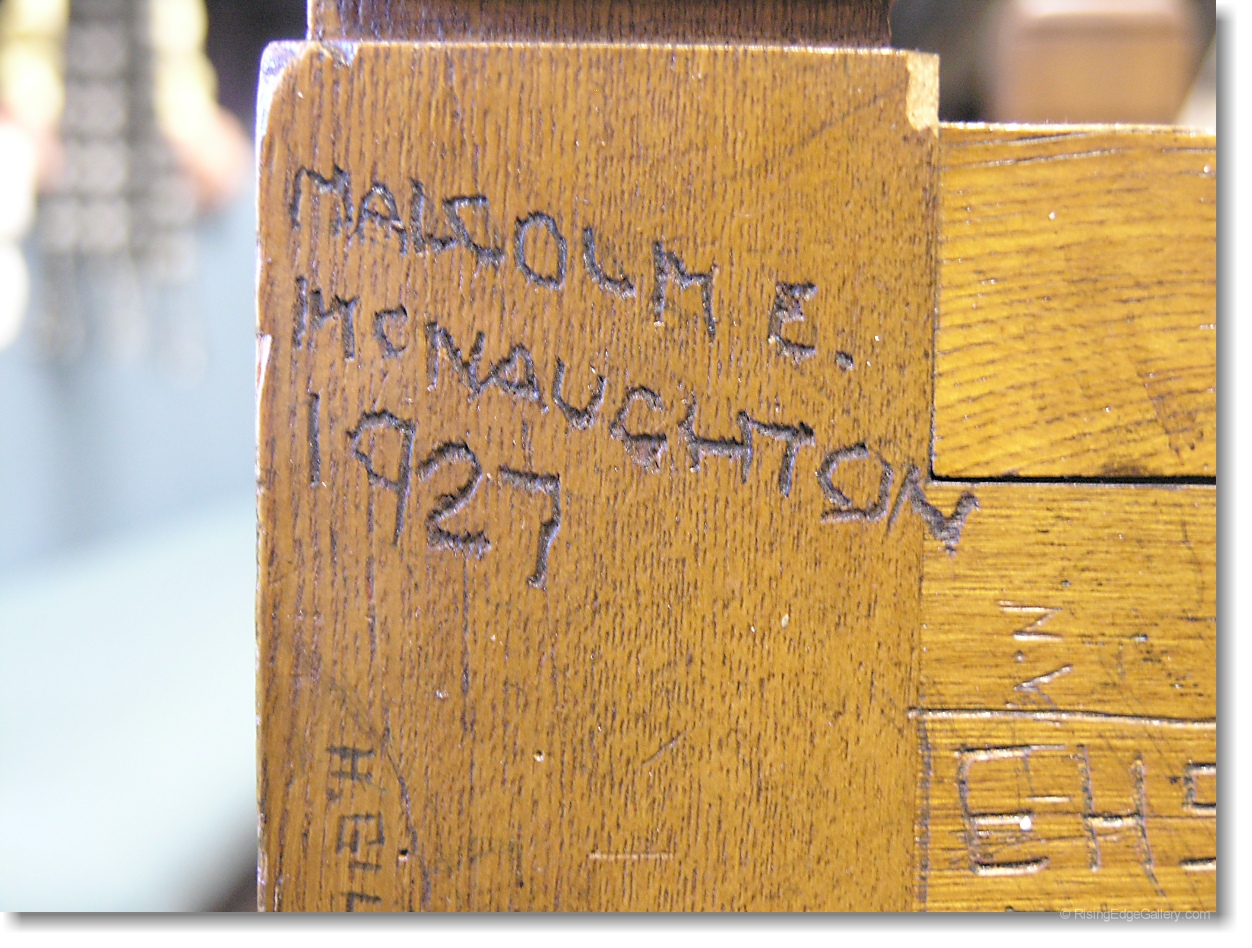 MALCOLM E.
McNAUGHTON
1927
N.Y
© RisingEdgeGallery.com